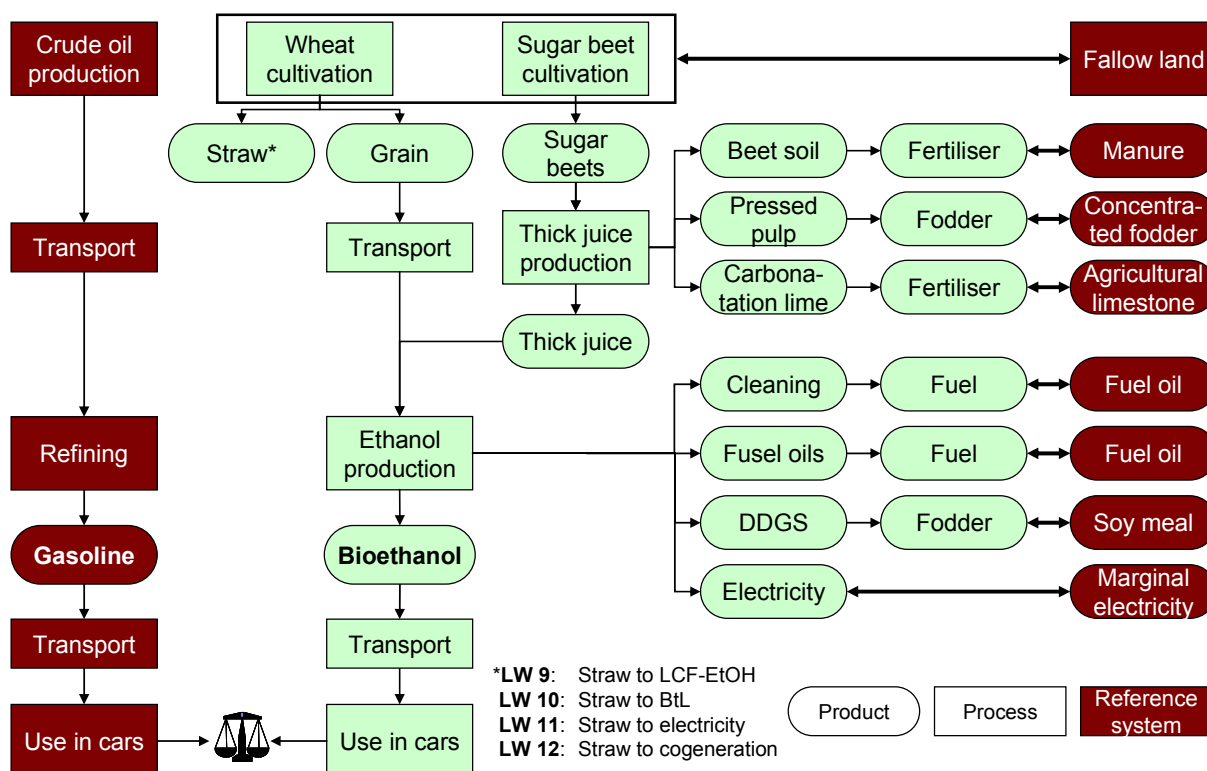 Crude oil
production
Wheat
cultivation
Sugar beet
cultivation
Fallow land
Straw*
Grain
Sugar
beets
Beet soil
Fertiliser
Manure
Transport
Transport
Thick juice
production
Pressed
pulp
Fodder
Concentra-
ted fodder
Carbona-
tation lime
Fertiliser
Agricultural
limestone
Thick juice
Cleaning
Fuel
Fuel oil
Refining
Ethanol
production
Fusel oils
Fuel
Fuel oil
Gasoline
Bioethanol
DDGS
Fodder
Soy meal
Electricity
Marginal
electricity
Transport
Transport
*LW 9: Straw to LCF-EtOH
LW 10: Straw to BtL
LW 11: Straw to electricity
LW 12: Straw to cogeneration
Use in cars
Use in cars
Product
Process
Reference
system